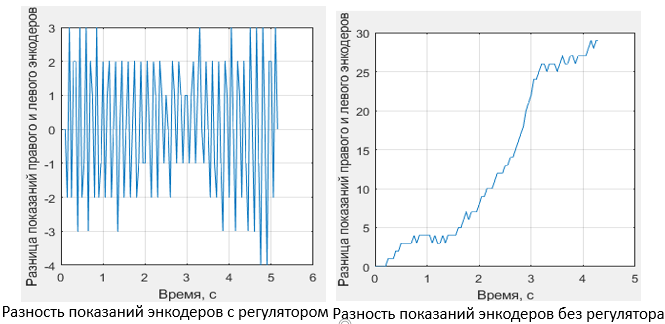 Разница показаний правого и левого энкодеров
3
2
1
0
-1
-2
-3
-4
0 1 2 3 4 5 6
Время, с
Разность показаний энкодеров с регулятором
Разница показаний правого и левого энкодеров
30
25
20
15
10
5
0
0 1 2 3 4 5
Время, с
Разность показаний энкодеров без регулятора